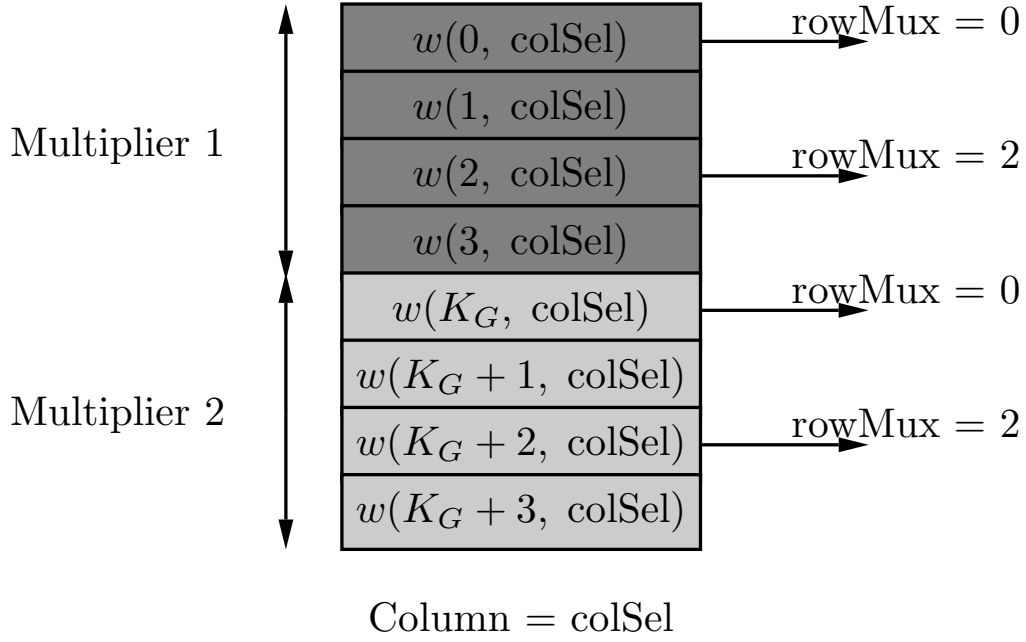 w(0, colSel)
rowMux = 0
w(1, colSel)
Multiplier 1
w(2, colSel)
rowMux = 2
w(3, colSel)
w(K_G, colSel)
rowMux = 0
w(K_G + 1, colSel)
Multiplier 2
w(K_G + 2, colSel)
rowMux = 2
w(K_G + 3, colSel)
Column = colSel